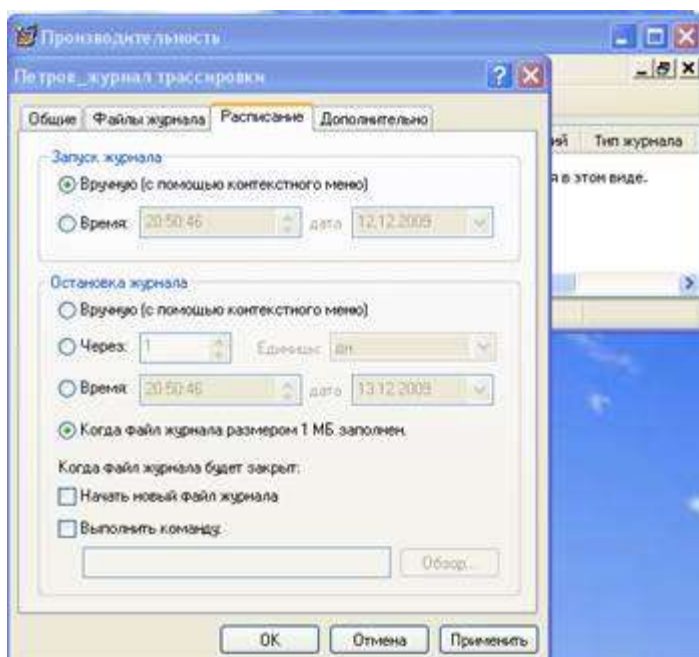 Производительность
Петров_журнал трассировки
Общие Файлы журнала Расписание Дополнительно
Тип журнала
я в этом виде.
Запуск журнала
Вручную (с помощью контекстного меню)
Время: 20:50:46 дата 12.12.2009
Остановка журнала
Вручную (с помощью контекстного меню)
Через: 1 Единицы: дн
Время: 20:50:46 дата 13.12.2009
Когда файл журнала размером 1 МБ заполнен.
Когда файл журнала будет закрыт:
Начать новый файл журнала
Выполнить команду:
Обзор...
OK Отмена Применить